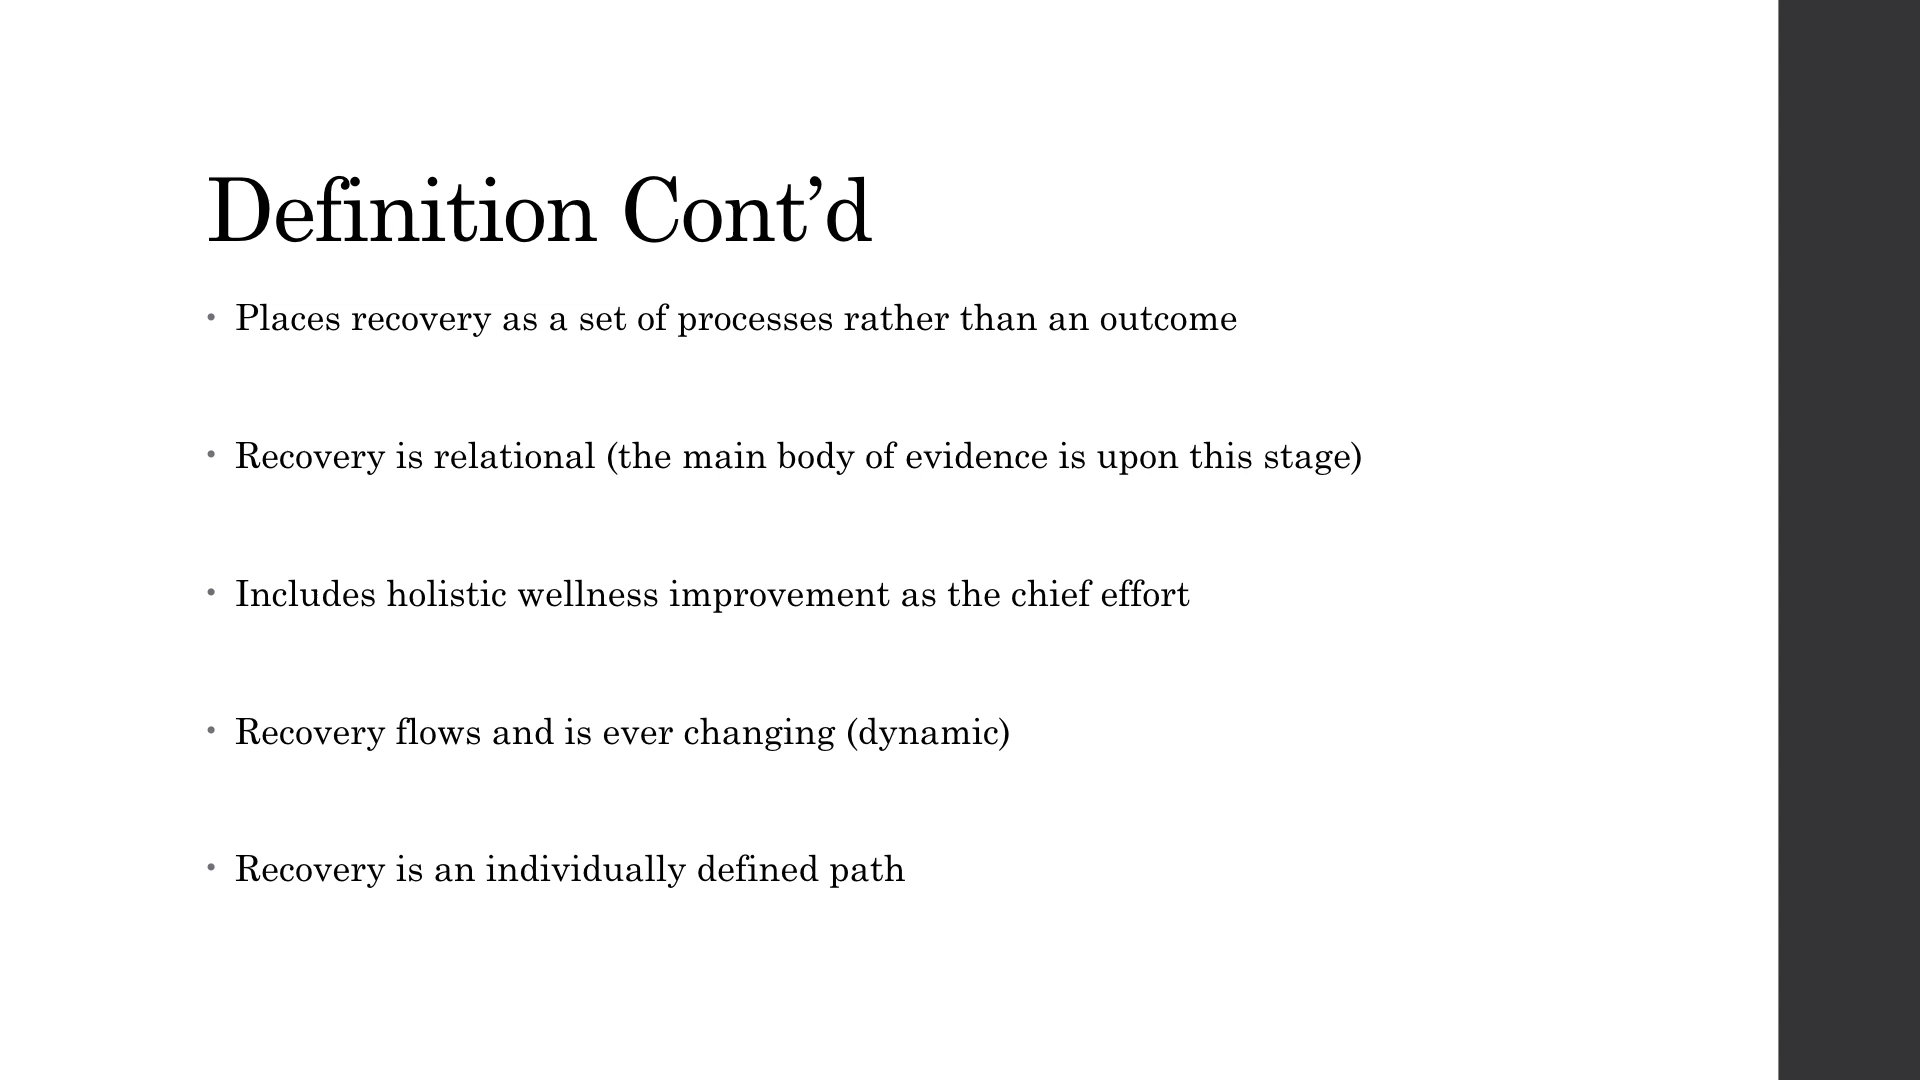 Definition Cont’d
• Places recovery as a set of processes rather than an outcome
• Recovery is relational (the main body of evidence is upon this stage)
• Includes holistic wellness improvement as the chief effort
• Recovery flows and is ever changing (dynamic)
• Recovery is an individually defined path